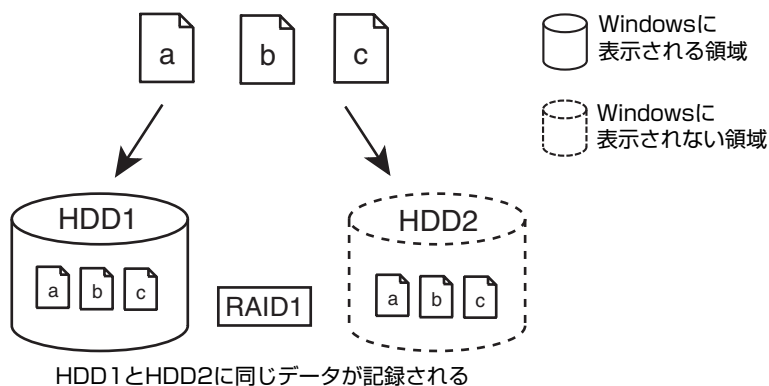 a b c
Windowsに
表示される領域
Windowsに
表示されない領域
HDD1
HDD2
a b c
RAID1
a b c
HDD1とHDD2に同じデータが記録される